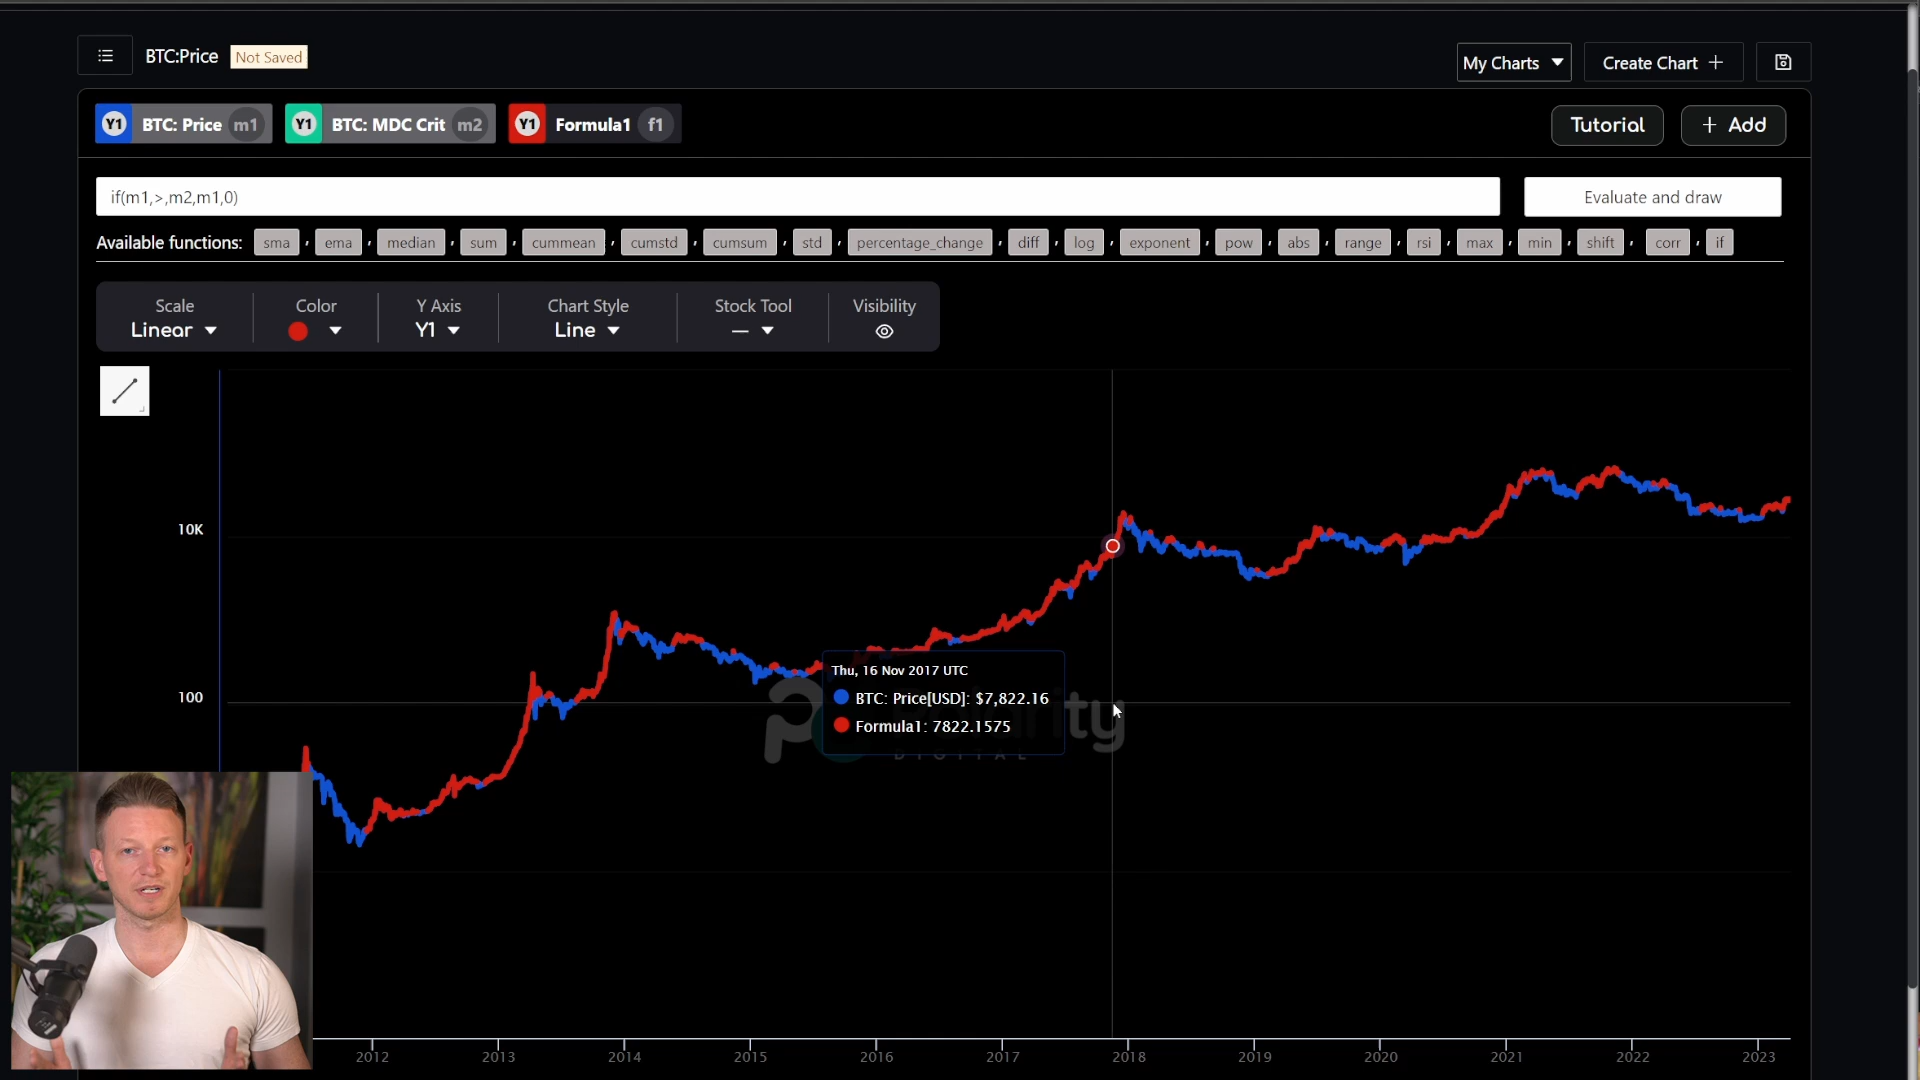 BTC:Price Not Saved
My Charts Create Chart +
Y1 BTC: Price m1 Y1 BTC: MDC Crit m2 Y1 Formula1 f1
Tutorial + Add
if(m1,>,m2,m1,0) Evaluate and draw
Available functions: sma , ema , median , sum , cummean , cumstd , cumsum , std , percentage_change , diff , log , exponent , pow , abs , range , rsi , max , min , shift , corr , if
Scale Color Y Axis Chart Style Stock Tool Visibility
Linear Y1 Line —
10K
100
Thu, 16 Nov 2017 UTC
BTC: Price[USD]: $7,822.16
Formula1: 7822.1575
DIGITAL
2012 2013 2014 2015 2016 2017 2018 2019 2020 2021 2022 2023